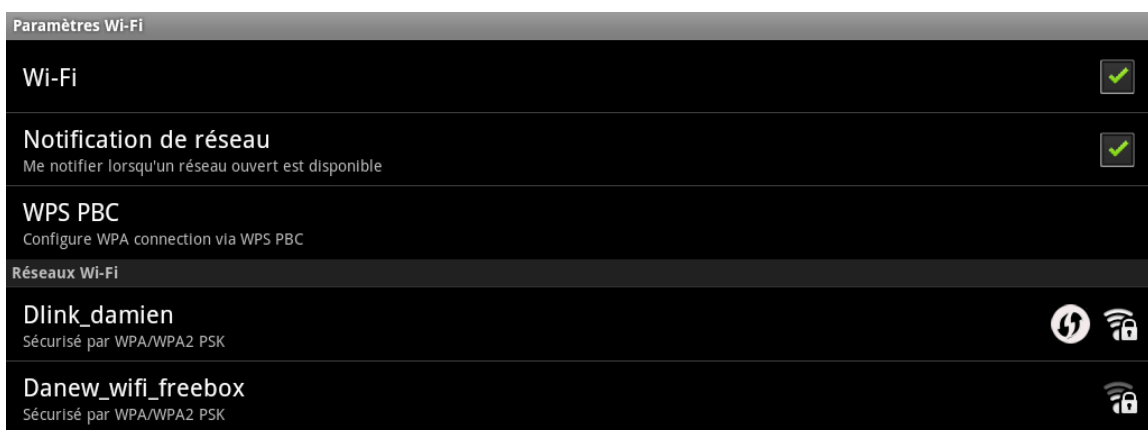 Paramètres Wi-Fi
Wi-Fi
Notification de réseau
Me notifier lorsqu'un réseau ouvert est disponible
WPS PBC
Configure WPA connection via WPS PBC
Réseaux Wi-Fi
Dlink_damien
Sécurisé par WPA/WPA2 PSK
Danew_wifi_freebox
Sécurisé par WPA/WPA2 PSK